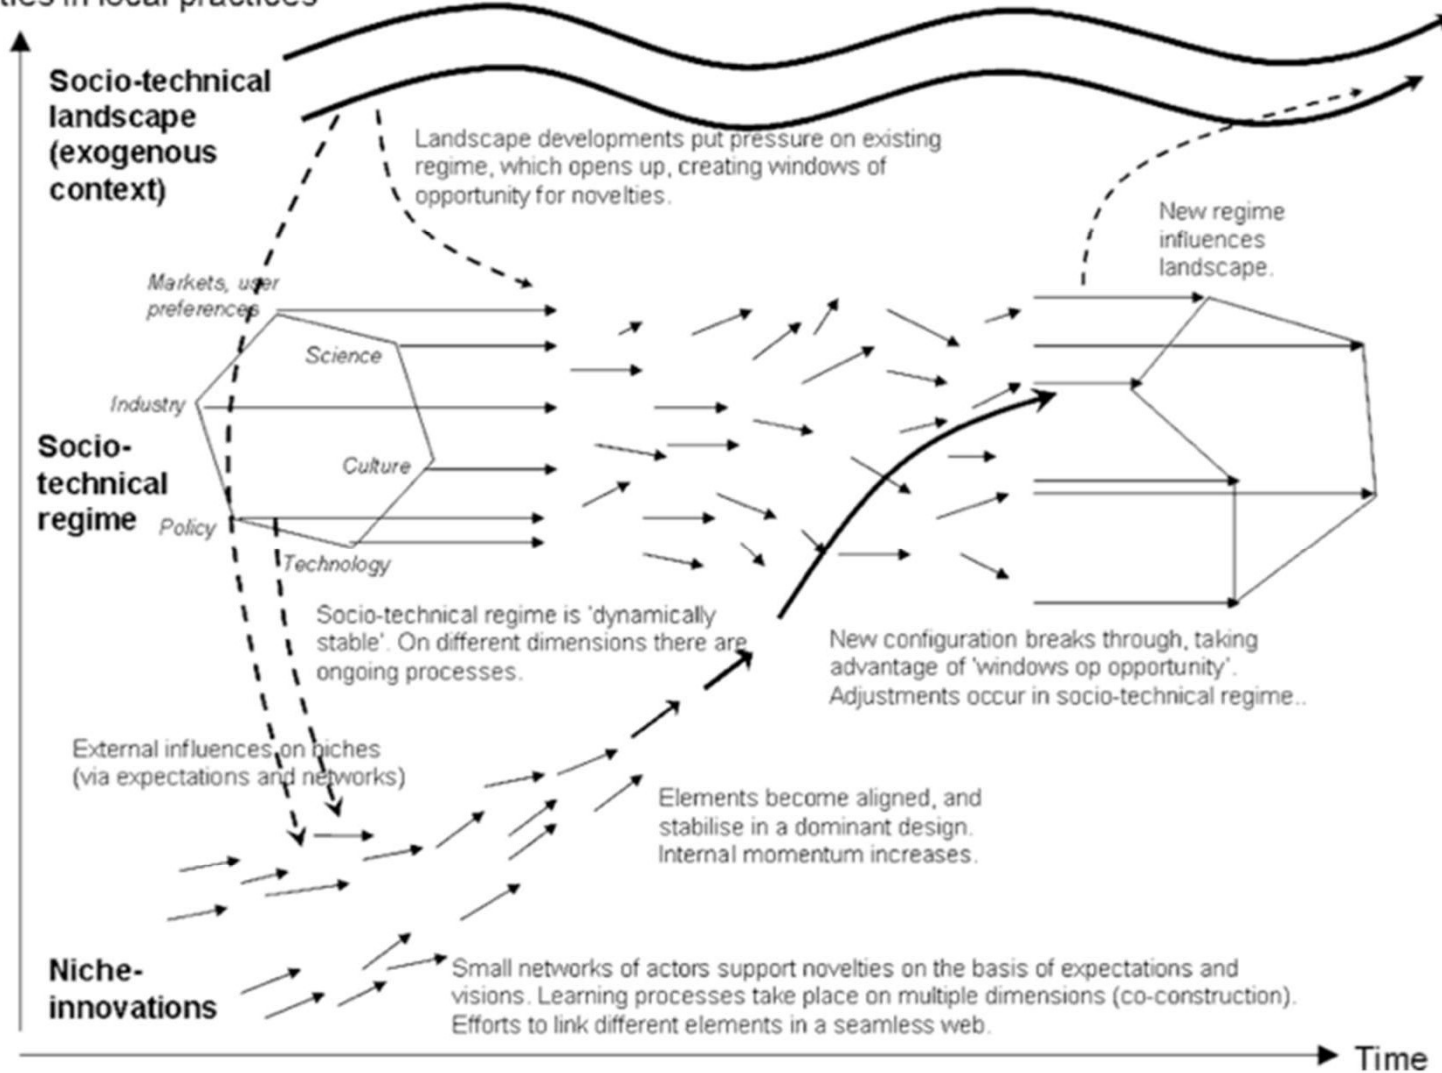 ties in local practices
Socio-technical
landscape
(exogenous
context)
Landscape developments put pressure on existing
regime, which opens up, creating windows of
opportunity for novelties.
New regime
influences
landscape.
Markets, user
preferences
Science
Industry
Culture
Socio-
technical
regime
Policy
Technology
Socio-technical regime is 'dynamically
stable'. On different dimensions there are
ongoing processes.
New configuration breaks through, taking
advantage of 'windows op opportunity'.
Adjustments occur in socio-technical regime..
External influences on niches
(via expectations and networks)
Elements become aligned, and
stabilise in a dominant design.
Internal momentum increases.
Niche-
innovations
Small networks of actors support novelties on the basis of expectations and
visions. Learning processes take place on multiple dimensions (co-construction).
Efforts to link different elements in a seamless web.
Time